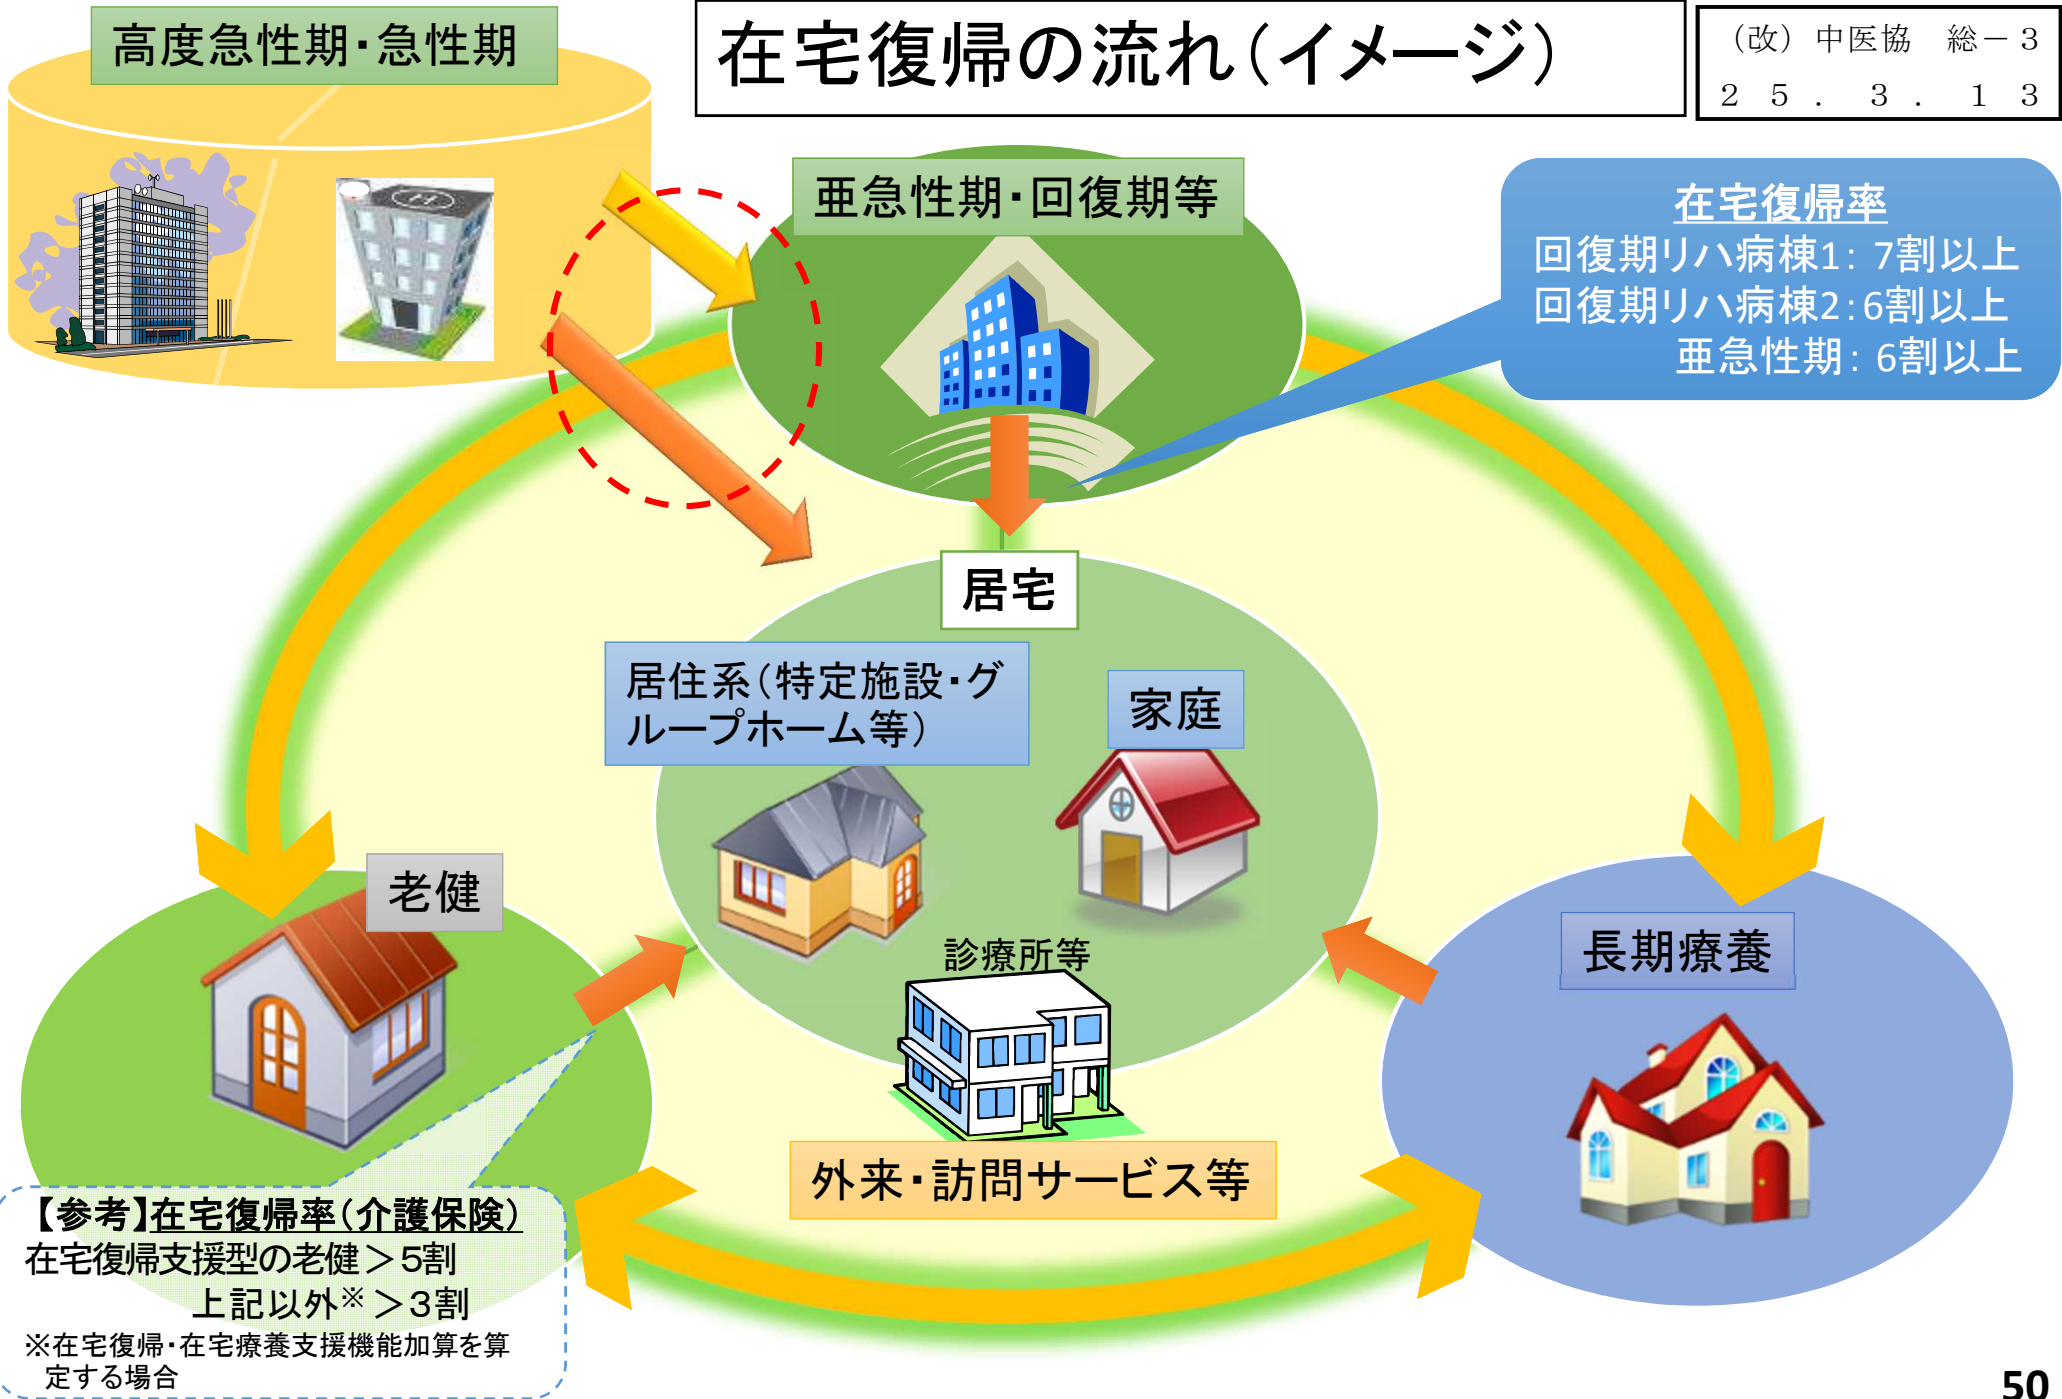 高度急性期・急性期
在宅復帰の流れ(イメージ)
(改)中医協 総-3
25.3.13
亜急性期・回復期等
在宅復帰率
回復期リハ病棟1: 7割以上
回復期リハ病棟2:6割以上
亜急性期: 6割以上
居宅
居住系(特定施設・グ
ループホーム等)
家庭
老健
診療所等
長期療養
外来・訪問サービス等
【参考】在宅復帰率(介護保険)
在宅復帰支援型の老健>5割
上記以外※>3割
※在宅復帰・在宅療養支援機能加算を算
定する場合
50